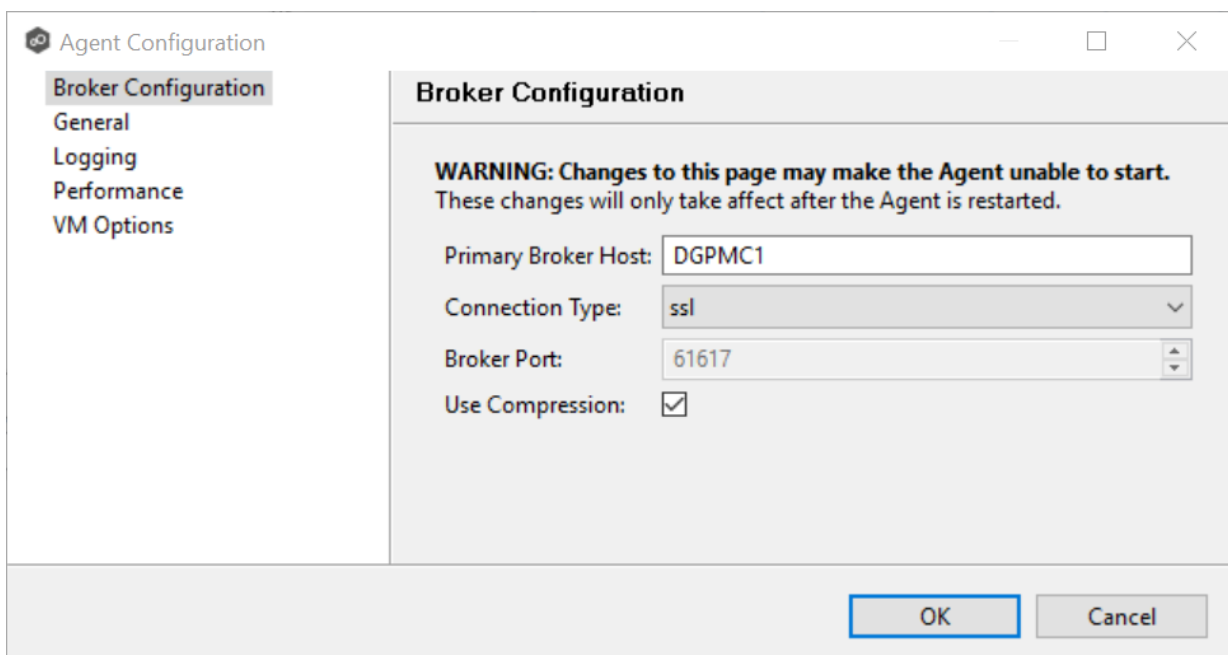 Agent Configuration
Broker Configuration
General
Logging
Performance
VM Options
Broker Configuration
WARNING: Changes to this page may make the Agent unable to start.
These changes will only take affect after the Agent is restarted.
Primary Broker Host: DGPMC1
Connection Type: ssl
Broker Port: 61617
Use Compression:
OK Cancel